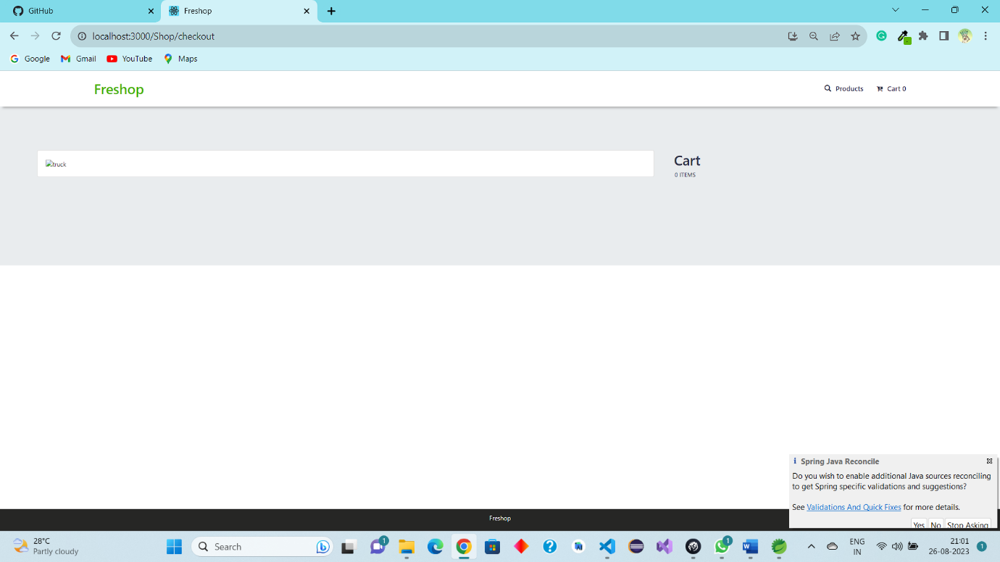 GitHub
Freshop
localhost:3000/Shop/checkout
Google
Gmail
YouTube
Maps
Freshop
Products
Cart 0
truck
Cart
0 ITEMS
Spring Java Reconcile
Do you wish to enable additional Java sources reconciling
to get Spring specific validations and suggestions?
See Validations And Quick Fixes for more details.
Yes No Stop Asking
Freshop
28°C
Partly cloudy
Search
1
1
ENG
IN
21:01
26-08-2023
1